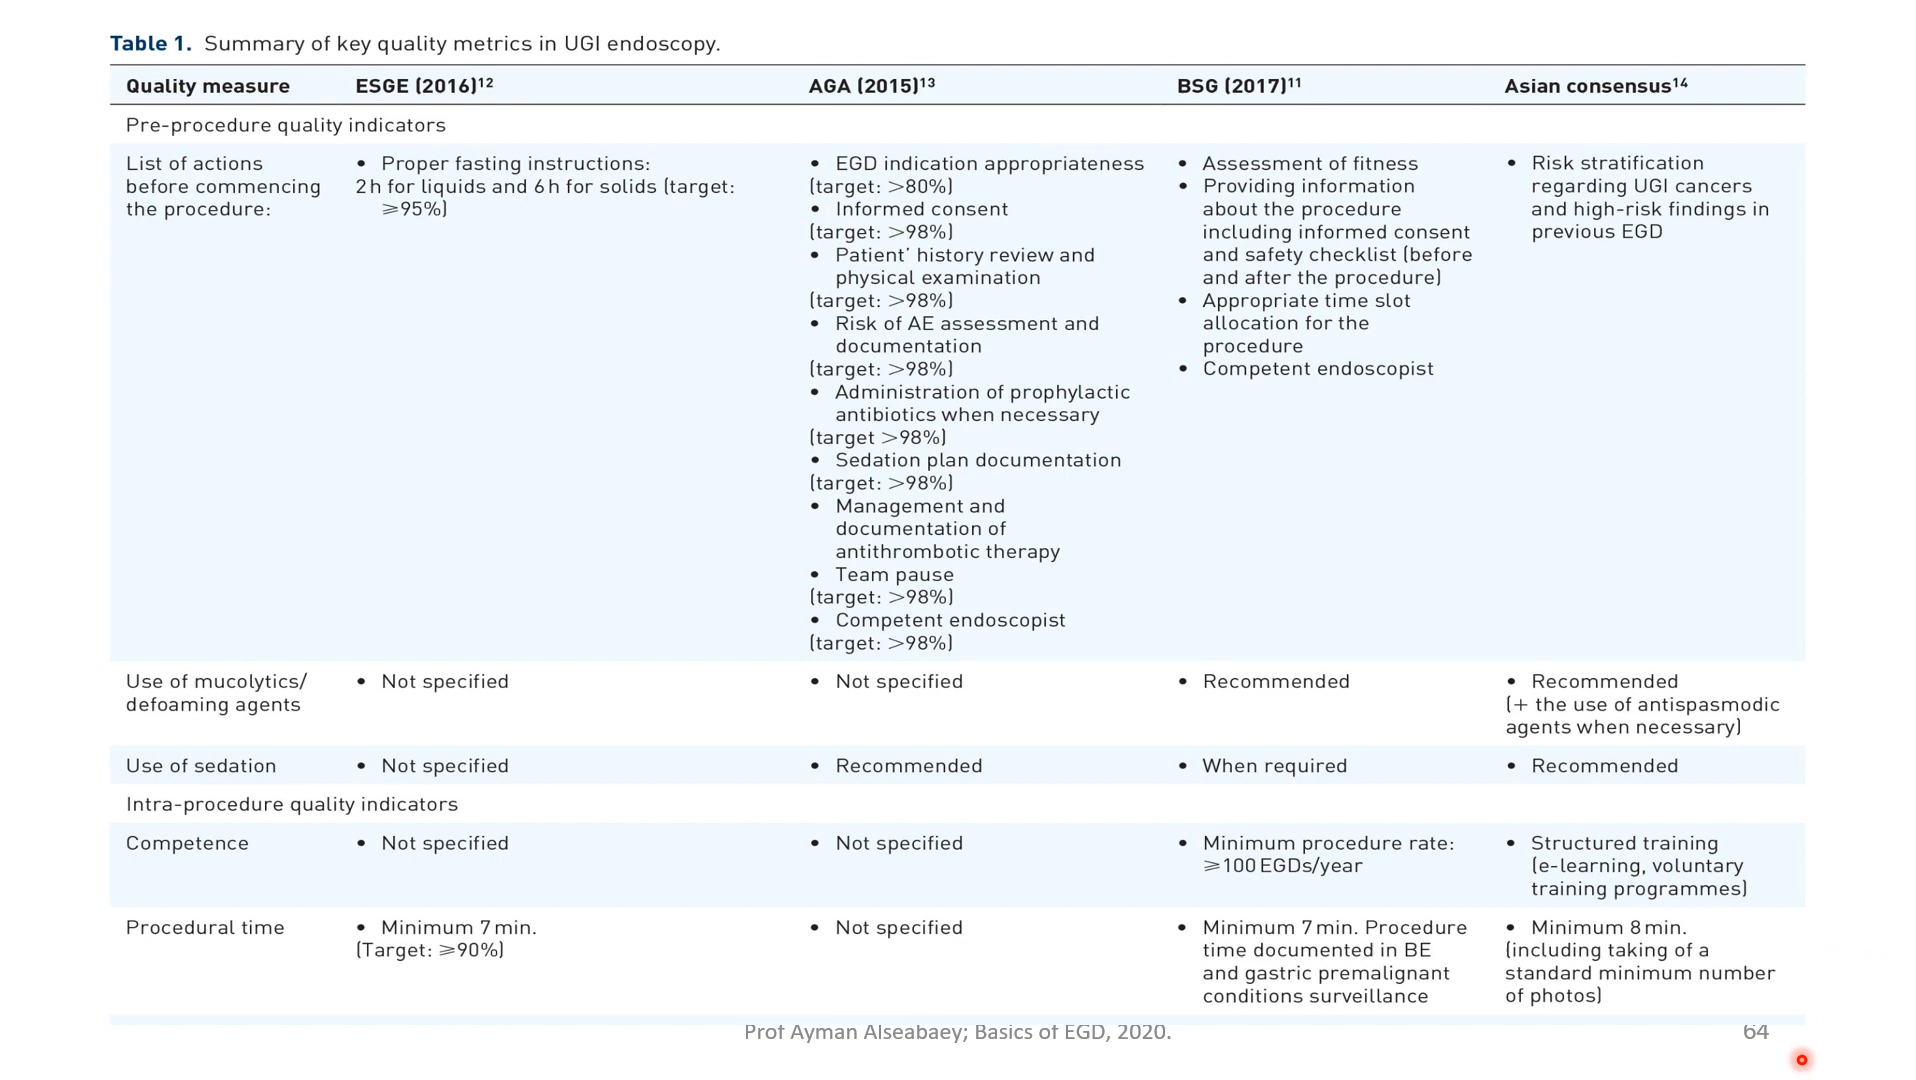 Table 1. Summary of key quality metrics in UGI endoscopy.
Quality measure ESGE (2016)12 AGA (2015)13 BSG (2017)11 Asian consensus14
Pre-procedure quality indicators
List of actions
before commencing
the procedure:
• Proper fasting instructions:
2 h for liquids and 6 h for solids (target:
⩾95%)
• EGD indication appropriateness
(target: >80%)
• Informed consent
(target: >98%)
• Patient’ history review and
physical examination
(target: >98%)
• Risk of AE assessment and
documentation
(target: >98%)
• Administration of prophylactic
antibiotics when necessary
(target >98%)
• Sedation plan documentation
(target: >98%)
• Management and
documentation of
antithrombotic therapy
• Team pause
(target: >98%)
• Competent endoscopist
(target: >98%)
• Assessment of fitness
• Providing information
about the procedure
including informed consent
and safety checklist (before
and after the procedure)
• Appropriate time slot
allocation for the
procedure
• Competent endoscopist
• Risk stratification
regarding UGI cancers
and high-risk findings in
previous EGD
Use of mucolytics/
defoaming agents
• Not specified
• Not specified
• Recommended
• Recommended
(+ the use of antispasmodic
agents when necessary)
Use of sedation
• Not specified
• Recommended
• When required
• Recommended
Intra-procedure quality indicators
Competence
• Not specified
• Not specified
• Minimum procedure rate:
⩾100 EGDs/year
• Structured training
(e-learning, voluntary
training programmes)
Procedural time
• Minimum 7 min.
(Target: ⩾90%)
• Not specified
• Minimum 7 min. Procedure
time documented in BE
and gastric premalignant
conditions surveillance
• Minimum 8 min.
(including taking of a
standard minimum number
of photos)
Prof Ayman Alseabaey; Basics of EGD, 2020.
64